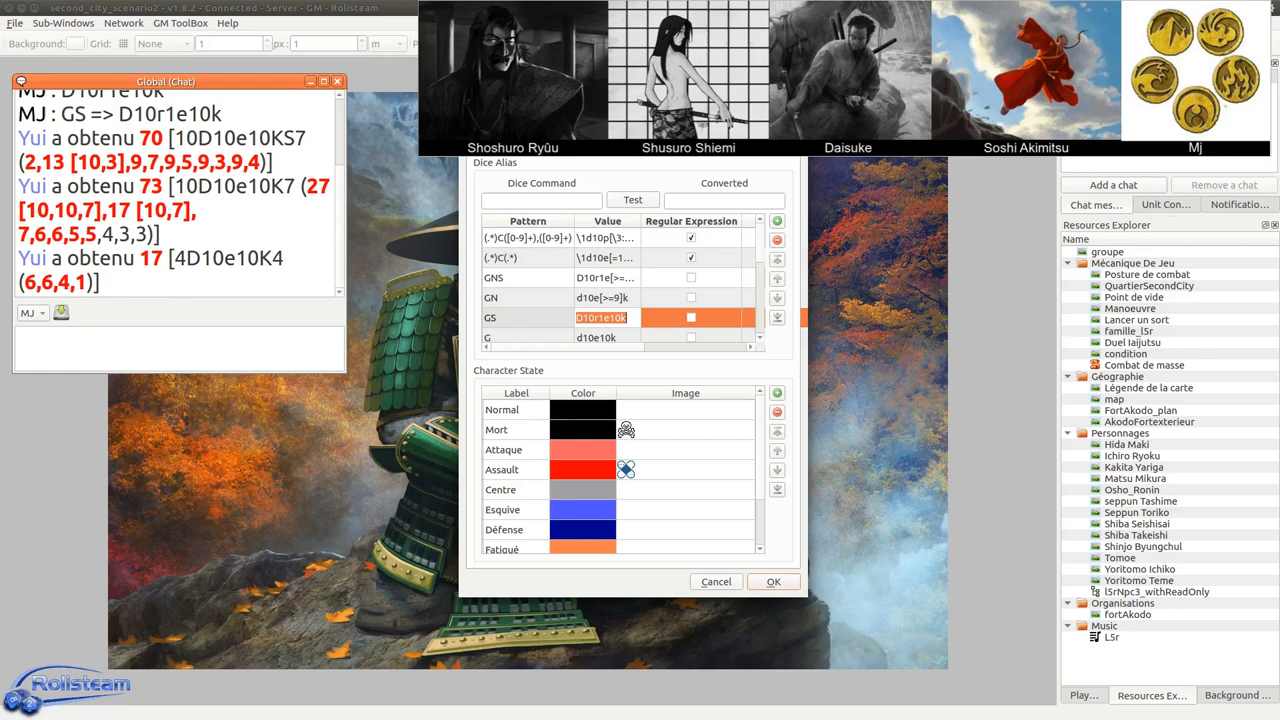 second_city_scenario2 - v1.8.2 - Connected - Server - GM - Rolisteam
File Sub-Windows Network GM ToolBox Help
Background: Grid: None 1 px: 1 m
Global (Chat)
MJ : D10r1e10k
MJ : GS => D10r1e10k
Yui a obtenu 70 [10D10e10KS7
(2,13 [10,3],9,7,9,5,9,3,9,4)]
Yui a obtenu 73 [10D10e10K7 (27
[10,10,7],17 [10,7],
7,6,6,5,5,4,3,3)]
Yui a obtenu 17 [4D10e10K4
(6,6,4,1)]
MJ
Shoshuro Ryûu
Shusuro Shiemi
Daisuke
Soshi Akimitsu
Mj
Dice Alias
Dice Command Converted
Test
Pattern Value Regular Expression
(.*)C([0-9]+),([0-9]+) \1d10p[\3:...
(.*)C(.*) \1d10e[=1...
GNS D10r1e[>=...
GN d10e[>=9]k
GS D10r1e10k
G d10e10k
Character State
Label Color Image
Normal
Mort
Attaque
Assault
Centre
Esquive
Défense
Fatigué
Cancel OK
Add a chat Remove a chat
Chat mes... Unit Con... Notificatio...
Resources Explorer
Name
groupe
Mécanique De Jeu
Posture de combat
QuartierSecondCity
Point de vide
Manoeuvre
Lancer un sort
famille_l5r
Duel Iaijutsu
condition
Combat de masse
Géographie
Légende de la carte
map
FortAkodo_plan
AkodoFortexterieur
Personnages
Hida Maki
Ichiro Ryoku
Kakita Yariga
Matsu Mikura
Osho_Ronin
seppun Tashime
Seppun Toriko
Shiba Seishisai
Shiba Takeishi
Shinjo Byungchul
Tomoe
Yoritomo Ichiko
Yoritomo Teme
l5rNpc3_withReadOnly
Organisations
fortAkodo
Music
L5r
Play... Resources Ex... Background ...
Rolisteam